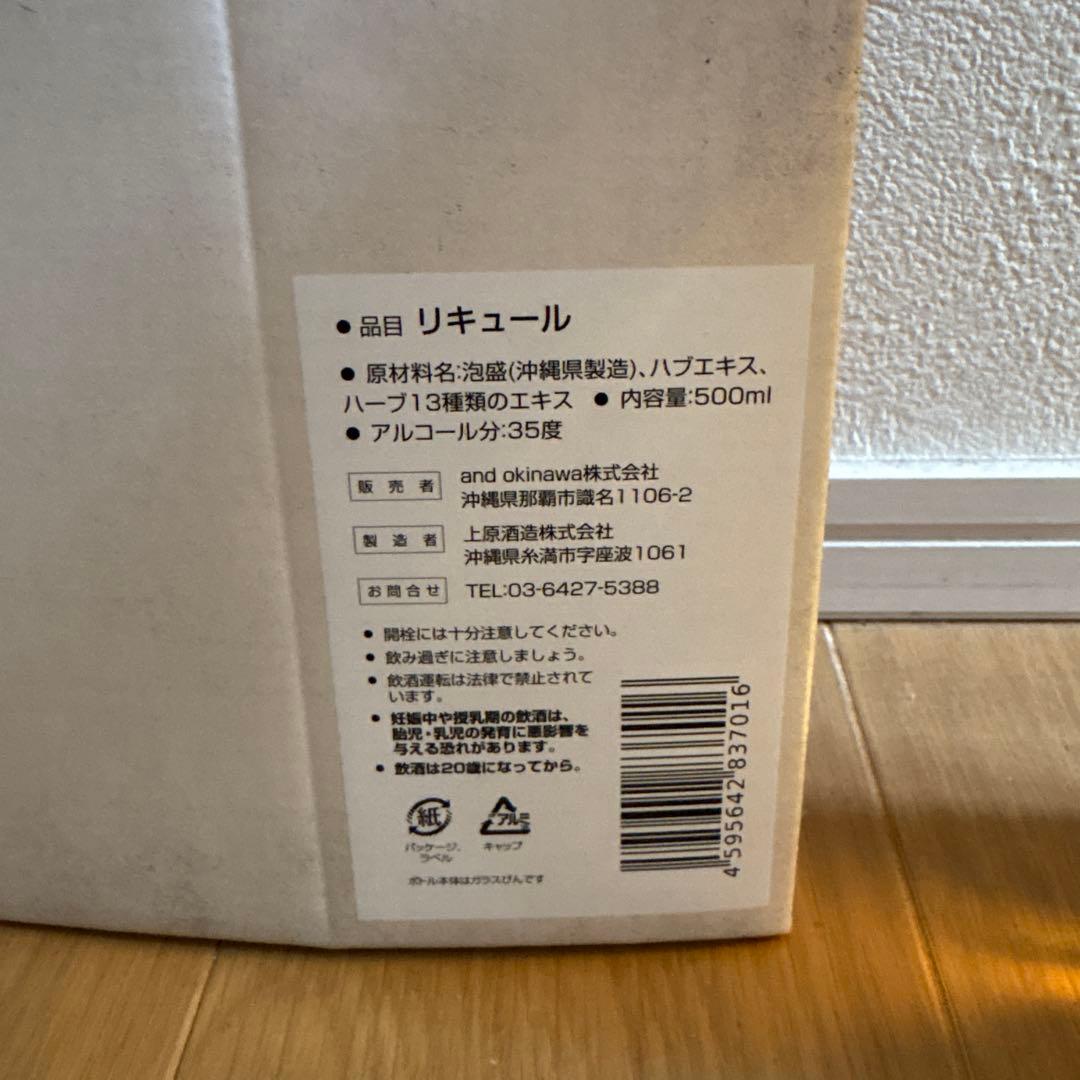 ● 品目 リキュール
● 原材料名:泡盛(沖縄県製造)、ハブエキス、
ハーブ13種類のエキス ● 内容量:500ml
● アルコール分:35度
販売者 and okinawa株式会社
沖縄県那覇市識名1106-2
製造者 上原酒造株式会社
沖縄県糸満市字座波1061
お問合せ TEL:03-6427-5388
● 開栓には十分注意してください。
● 飲み過ぎに注意しましょう。
● 飲酒運転は法律で禁止されて
います。
● 妊娠中や授乳期の飲酒は、
胎児・乳児の発育に悪影響を
与える恐れがあります。
● 飲酒は20歳になってから。
紙
パッケージ、
ラベル
アルミ
キャップ
ボトル本体はガラスびんです
4595642837016